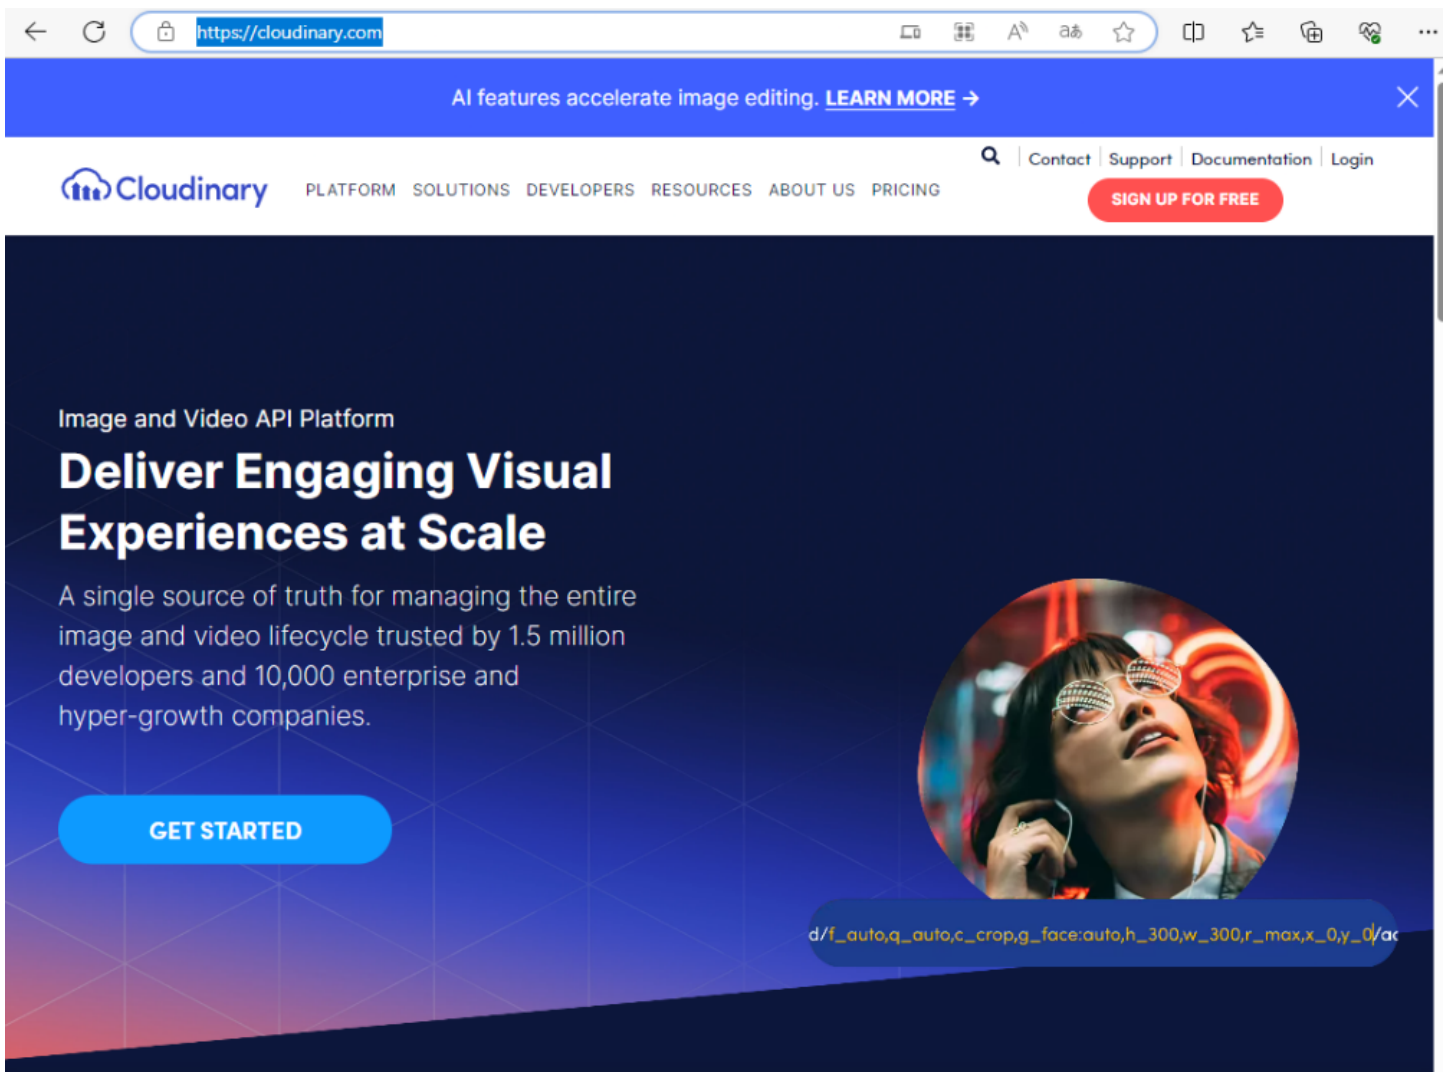 https://cloudinary.com
AI features accelerate image editing. LEARN MORE →
Contact Support Documentation Login
Cloudinary PLATFORM SOLUTIONS DEVELOPERS RESOURCES ABOUT US PRICING
SIGN UP FOR FREE
Image and Video API Platform
Deliver Engaging Visual
Experiences at Scale
A single source of truth for managing the entire
image and video lifecycle trusted by 1.5 million
developers and 10,000 enterprise and
hyper-growth companies.
GET STARTED
d/f_auto,q_auto,c_crop,g_face:auto,h_300,w_300,r_max,x_0,y_0/ac